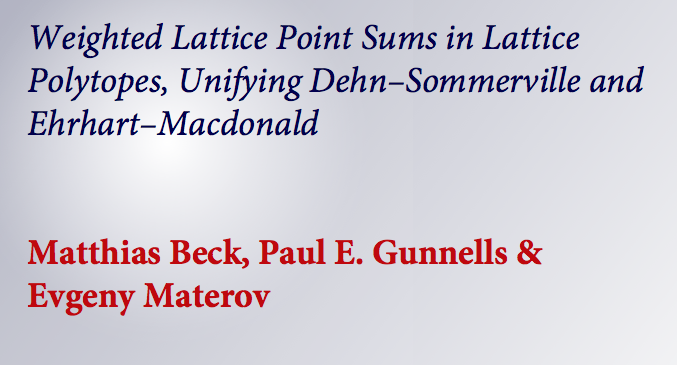 Weighted Lattice Point Sums in Lattice
Polytopes, Unifying Dehn–Sommerville and
Ehrhart–Macdonald
Matthias Beck, Paul E. Gunnells &
Evgeny Materov